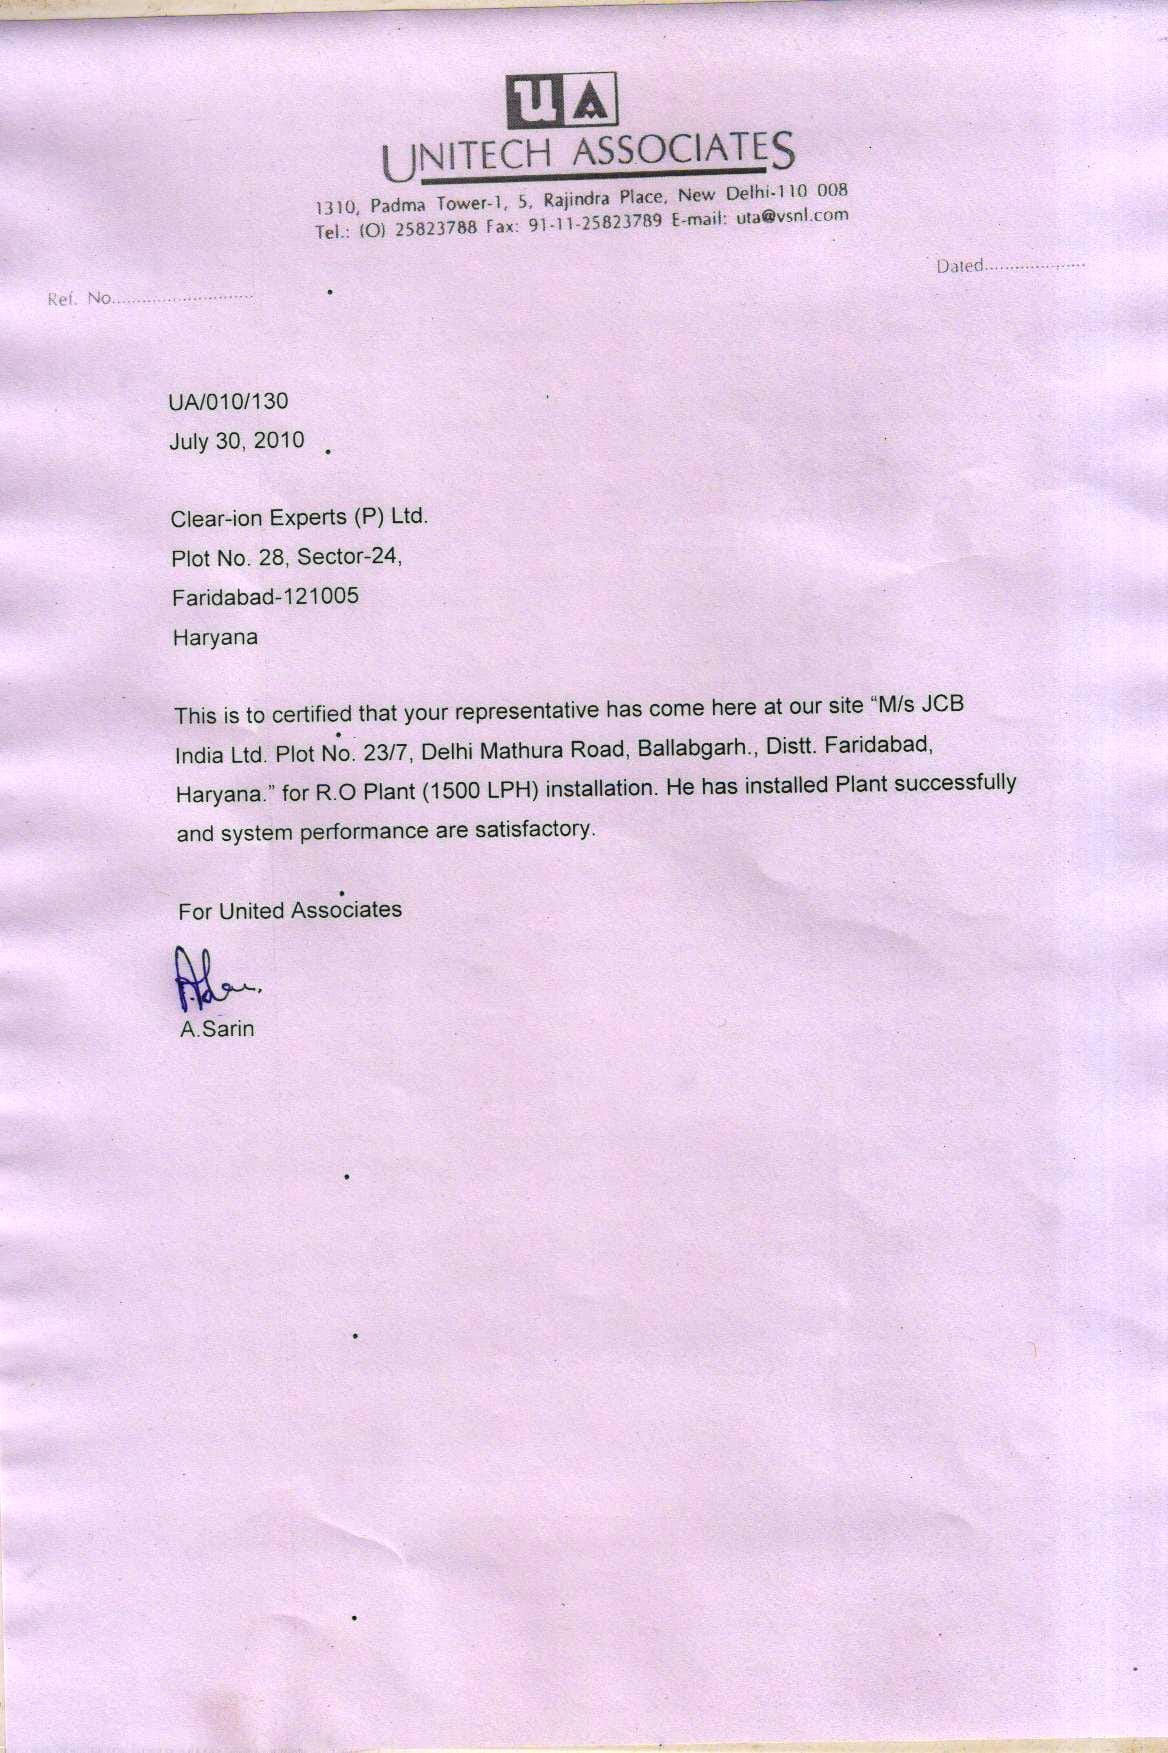 UA
UNITECH ASSOCIATES
1310, Padma Tower-1, 5, Rajindra Place, New Delhi-110 008
Tel.: (O) 25823788 Fax: 91-11-25823789 E-mail: uta@vsnl.com
Dated.....................
Ref. No.............................
UA/010/130
July 30, 2010
Clear-ion Experts (P) Ltd.
Plot No. 28, Sector-24,
Faridabad-121005
Haryana
This is to certified that your representative has come here at our site “M/s JCB
India Ltd. Plot No. 23/7, Delhi Mathura Road, Ballabgarh., Distt. Faridabad,
Haryana.” for R.O Plant (1500 LPH) installation. He has installed Plant successfully
and system performance are satisfactory.
For United Associates
A.Sarin